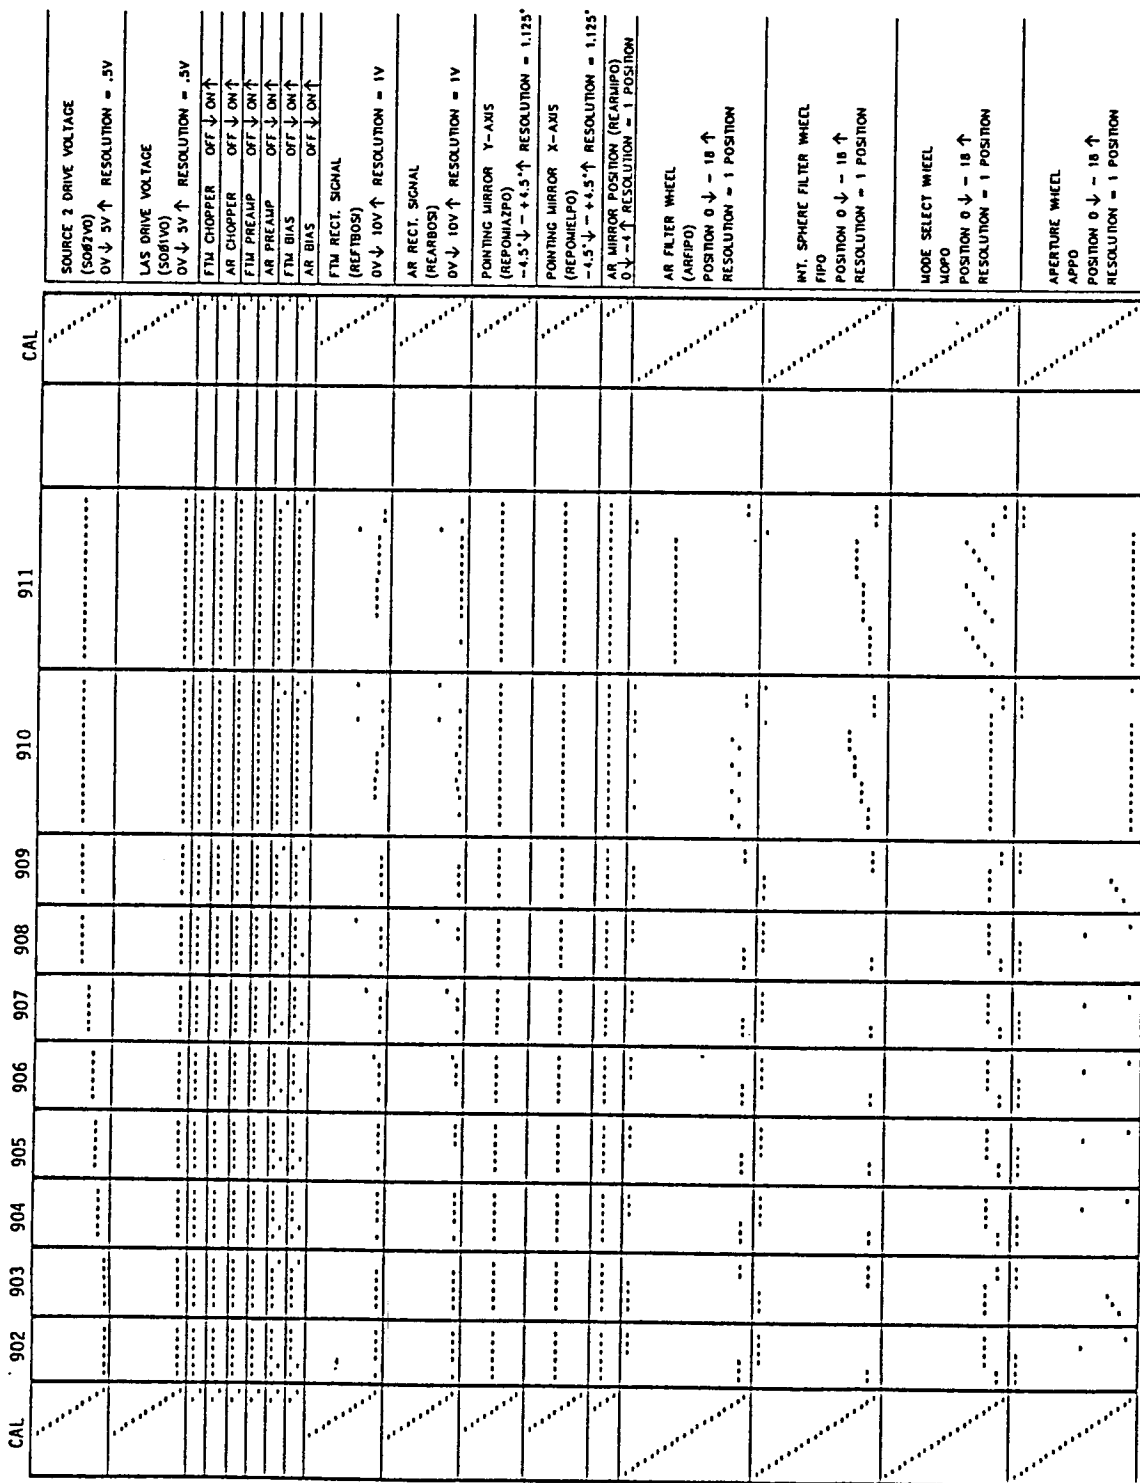 SOURCE 2 DRIVE VOLTAGE
(SOØ2VO)
0V ↓ 5V ↑ RESOLUTION = .5V
LAS DRIVE VOLTAGE
(SOØ1VO)
0V ↓ 5V ↑ RESOLUTION = .5V
FTM CHOPPER OFF ↓ ON ↑
AR CHOPPER OFF ↓ ON ↑
FTM PREAMP OFF ↓ ON ↑
AR PREAMP OFF ↓ ON ↑
FTM BIAS OFF ↓ ON ↑
AR BIAS OFF ↓ ON ↑
FTM RECT. SIGNAL
(REFTBOSI)
0V ↓ 10V ↑ RESOLUTION = 1V
AR RECT. SIGNAL
(REARBOSI)
0V ↓ 10V ↑ RESOLUTION = 1V
POINTING MIRROR Y-AXIS
(REPOMIAZPO)
-4.5° ↓ - +4.5° ↑ RESOLUTION = 1.125°
POINTING MIRROR X-AXIS
(REPOMIELPO)
-4.5° ↓ - +4.5° ↑ RESOLUTION = 1.125°
AR MIRROR POSITION (REARMIPO)
0 ↓ -4 ↑ RESOLUTION = 1 POSITION
AR FILTER WHEEL
(ARFIPO)
POSITION 0 ↓ - 18 ↑
RESOLUTION = 1 POSITION
INT. SPHERE FILTER WHEEL
FIPO
POSITION 0 ↓ - 18 ↑
RESOLUTION = 1 POSITION
MODE SELECT WHEEL
MOPO
POSITION 0 ↓ - 18 ↑
RESOLUTION = 1 POSITION
APERTURE WHEEL
APPO
POSITION 0 ↓ - 18 ↑
RESOLUTION = 1 POSITION
CAL
911
910
909
908
907
906
905
904
903
902
CAL